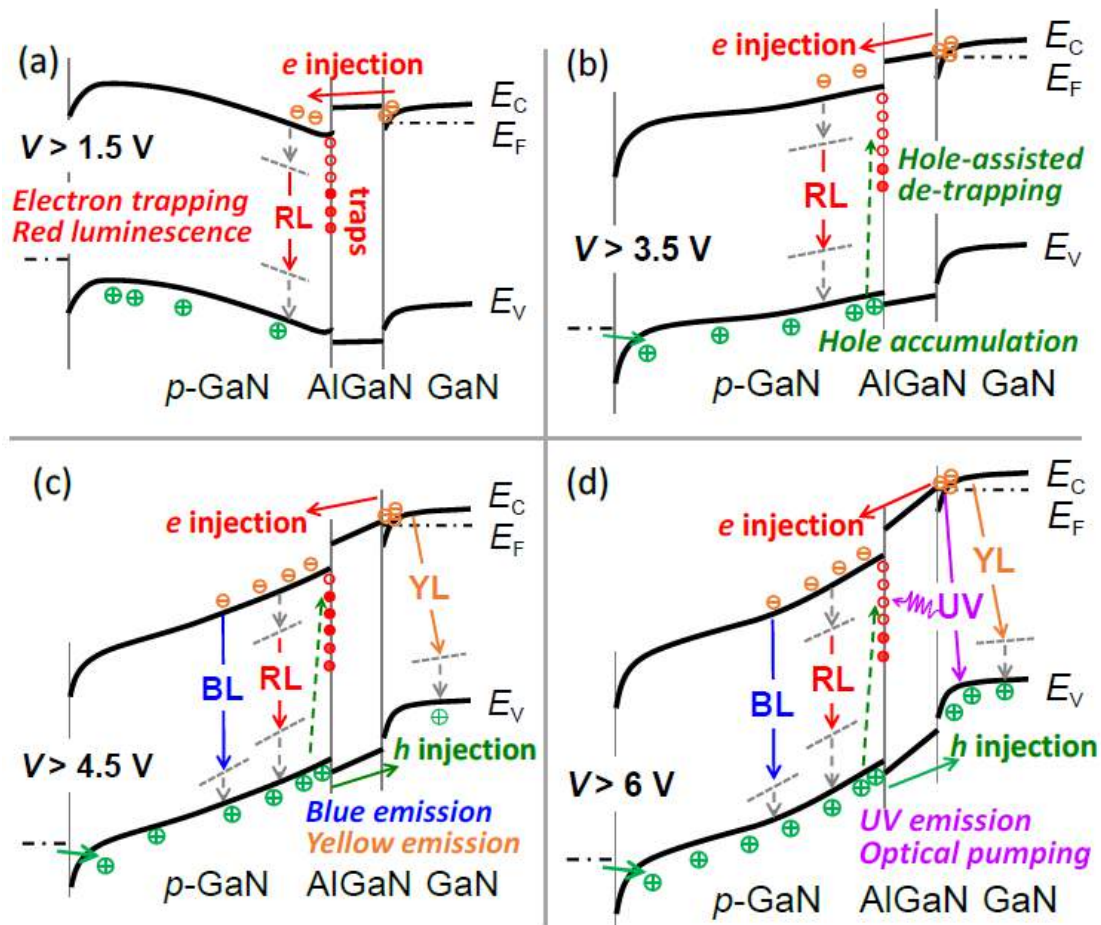 (a)
e injection
E_C
E_F
V > 1.5 V
Electron trapping
Red luminescence
RL
traps
E_V
p-GaN AlGaN GaN
(b)
e injection
E_C
E_F
Hole-assisted
de-trapping
RL
V > 3.5 V
E_V
Hole accumulation
p-GaN AlGaN GaN
(c)
e injection
E_C
E_F
YL
BL
RL
E_V
V > 4.5 V
h injection
Blue emission
Yellow emission
p-GaN AlGaN GaN
(d)
e injection
E_C
E_F
YL
UV
BL
RL
E_V
V > 6 V
h injection
UV emission
Optical pumping
p-GaN AlGaN GaN